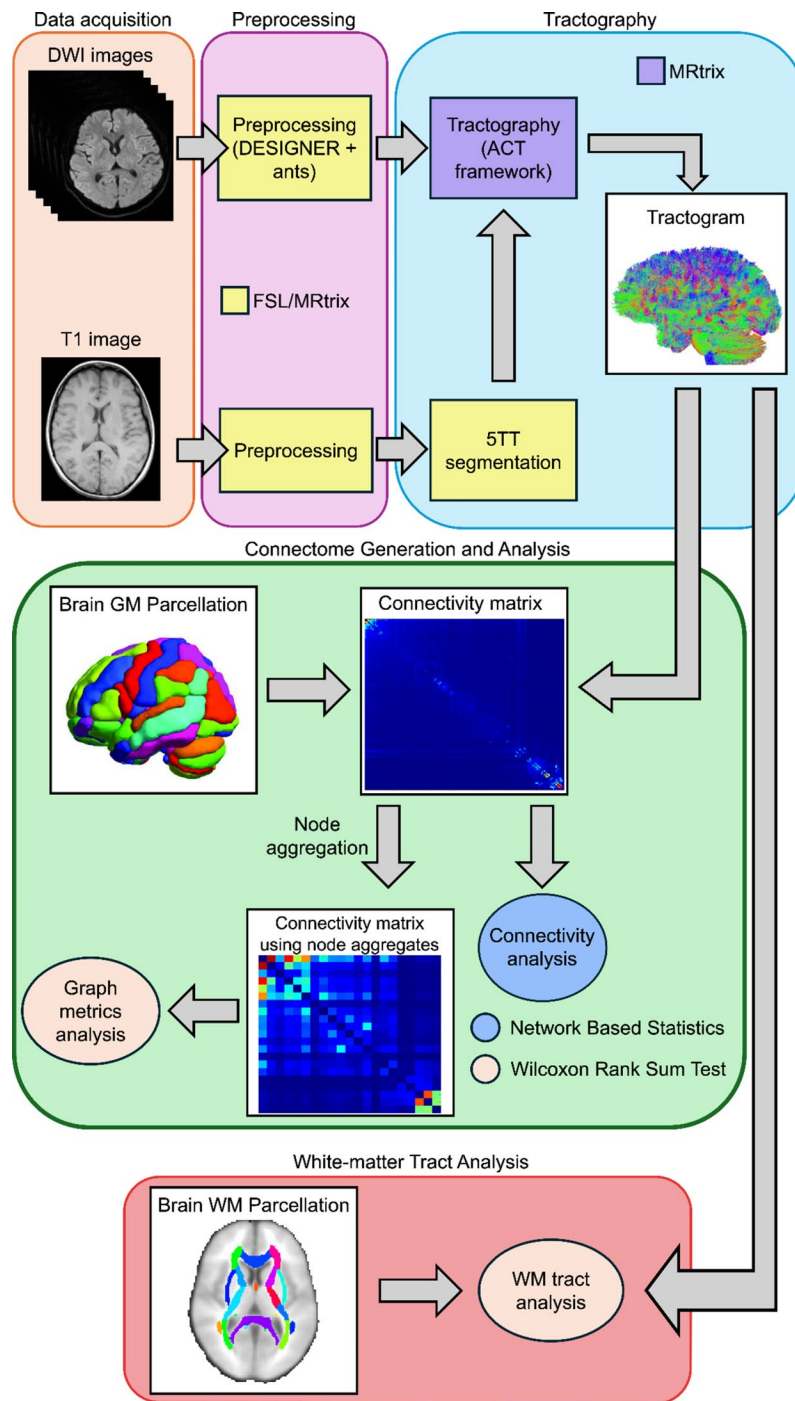 Data acquisition
Preprocessing
Tractography
DWI images
MRtrix
Preprocessing
(DESIGNER +
ants)
Tractography
(ACT
framework)
Tractogram
FSL/MRtrix
T1 image
Preprocessing
5TT
segmentation
Connectome Generation and Analysis
Brain GM Parcellation
Connectivity matrix
Node
aggregation
Connectivity matrix
using node aggregates
Connectivity
analysis
Graph
metrics
analysis
Network Based Statistics
Wilcoxon Rank Sum Test
White-matter Tract Analysis
Brain WM Parcellation
WM tract
analysis